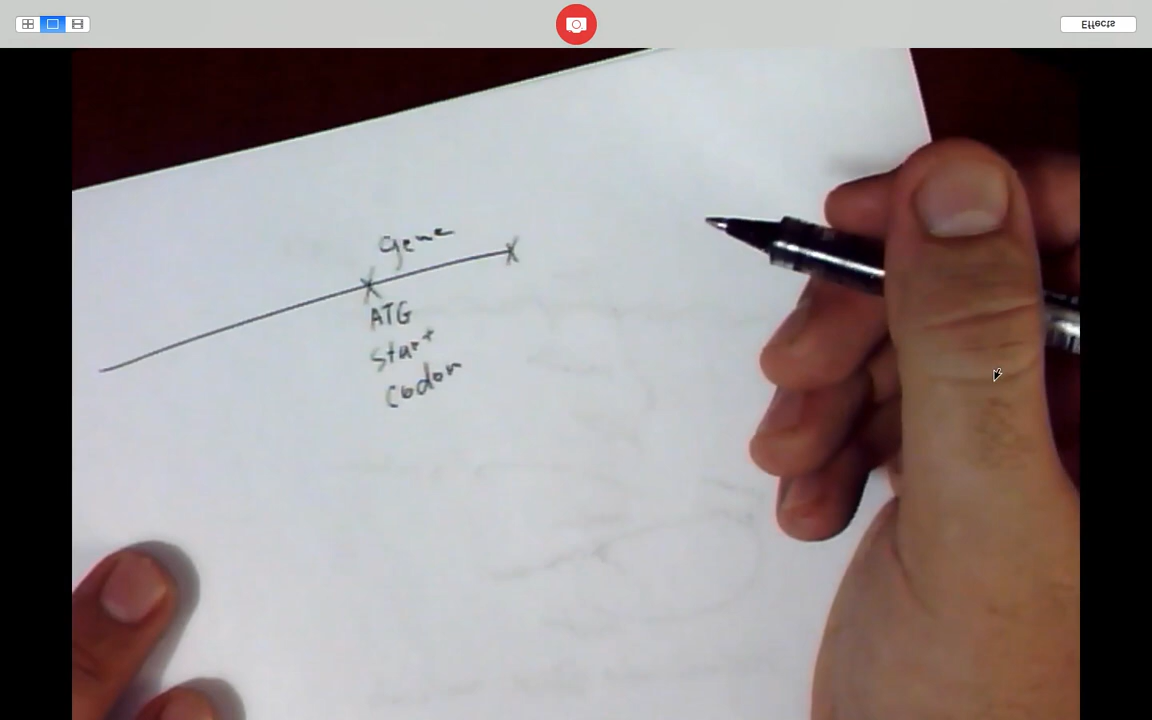 Effects
Gene
X X
ATG
Start
Codon